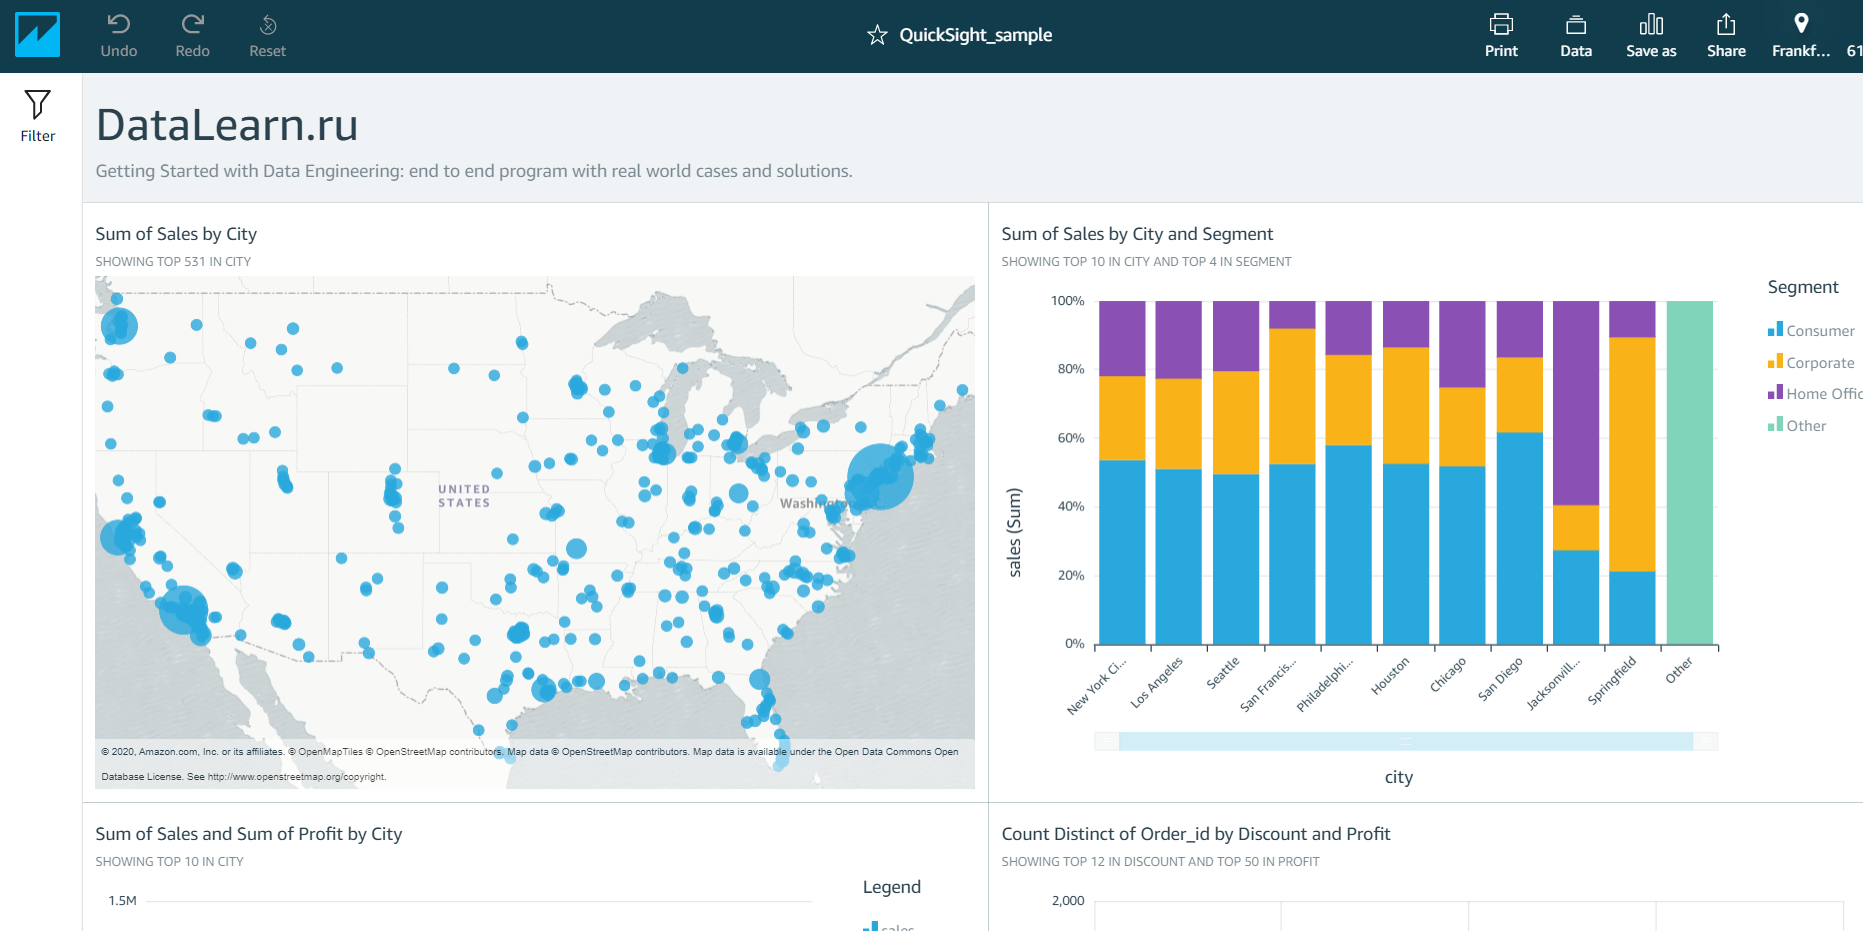 Undo
Redo
Reset
QuickSight_sample
Print
Data
Save as
Share
Frankf...
61
Filter
DataLearn.ru
Getting Started with Data Engineering: end to end program with real world cases and solutions.
Sum of Sales by City
SHOWING TOP 531 IN CITY
UNITED
STATES
© 2020, Amazon.com, Inc. or its affiliates. © OpenMapTiles © OpenStreetMap contributors. Map data © OpenStreetMap contributors. Map data is available under the Open Data Commons Open
Database License. See http://www.openstreetmap.org/copyright.
Sum of Sales by City and Segment
SHOWING TOP 10 IN CITY AND TOP 4 IN SEGMENT
Segment
Consumer
Corporate
Home Offic
Other
100%
80%
60%
40%
20%
0%
sales (Sum)
New York Ci...
Los Angeles
Seattle
San Francis...
Philadelphi...
Houston
Chicago
San Diego
Jacksonvill...
Springfield
Other
city
Sum of Sales and Sum of Profit by City
SHOWING TOP 10 IN CITY
1.5M
Legend
sales
Count Distinct of Order_id by Discount and Profit
SHOWING TOP 12 IN DISCOUNT AND TOP 50 IN PROFIT
2,000